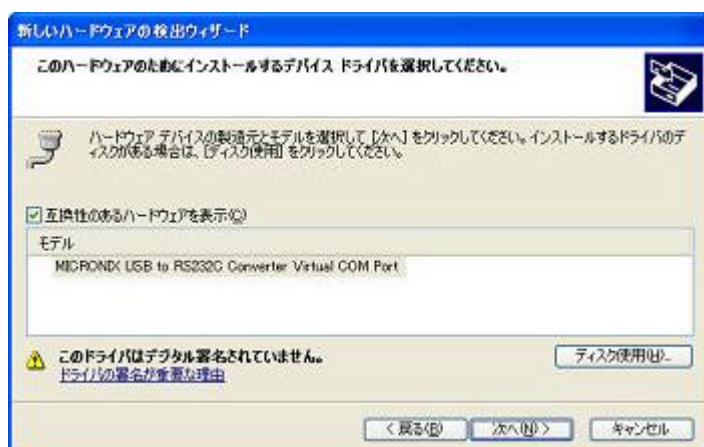 新しいハードウェアの検出ウィザード
このハードウェアのためにインストールするデバイス ドライバを選択してください。
ハードウェア デバイスの製造元とモデルを選択して [次へ] をクリックしてください。インストールするドライバのデ
ィスクがある場合は、[ディスク使用] をクリックしてください。
互換性のあるハードウェアを表示(C)
モデル
MICRONIX USB to RS232C Converter Virtual COM Port
このドライバはデジタル署名されていません。
ディスク使用(H)...
ドライバの署名が重要な理由
< 戻る(B) 次へ(N) > キャンセル